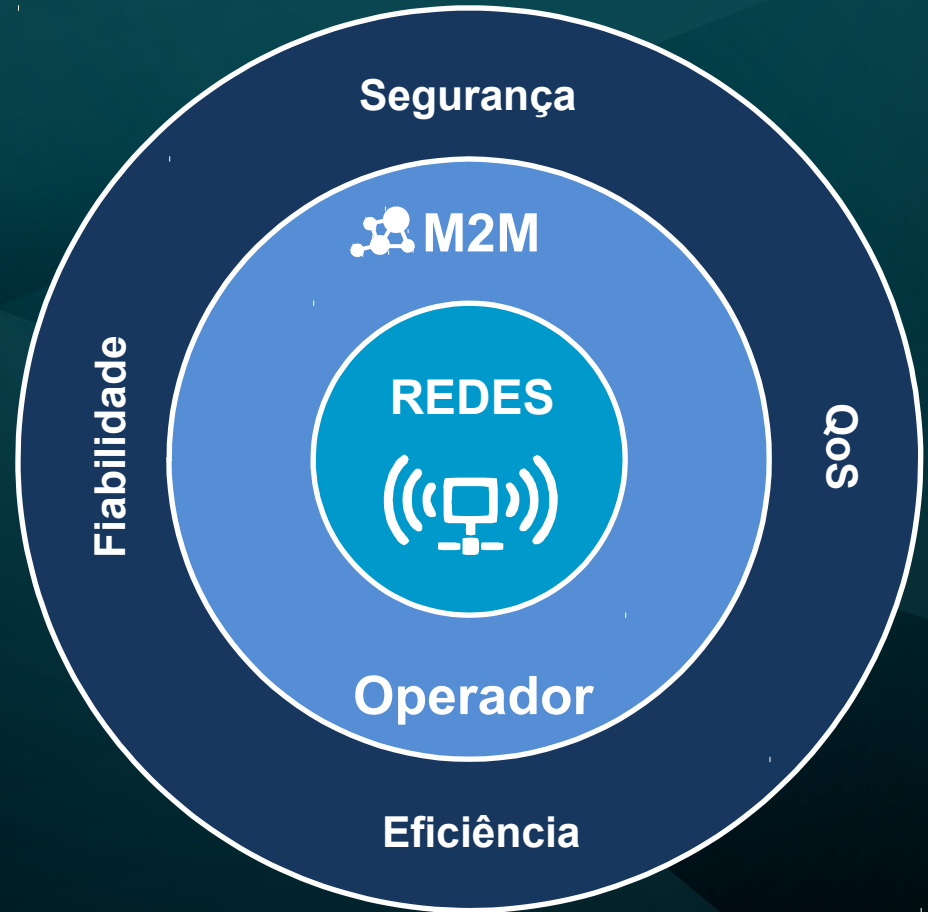 Segurança
M2M
Fiabilidade
REDES
QoS
Operador
Eficiência